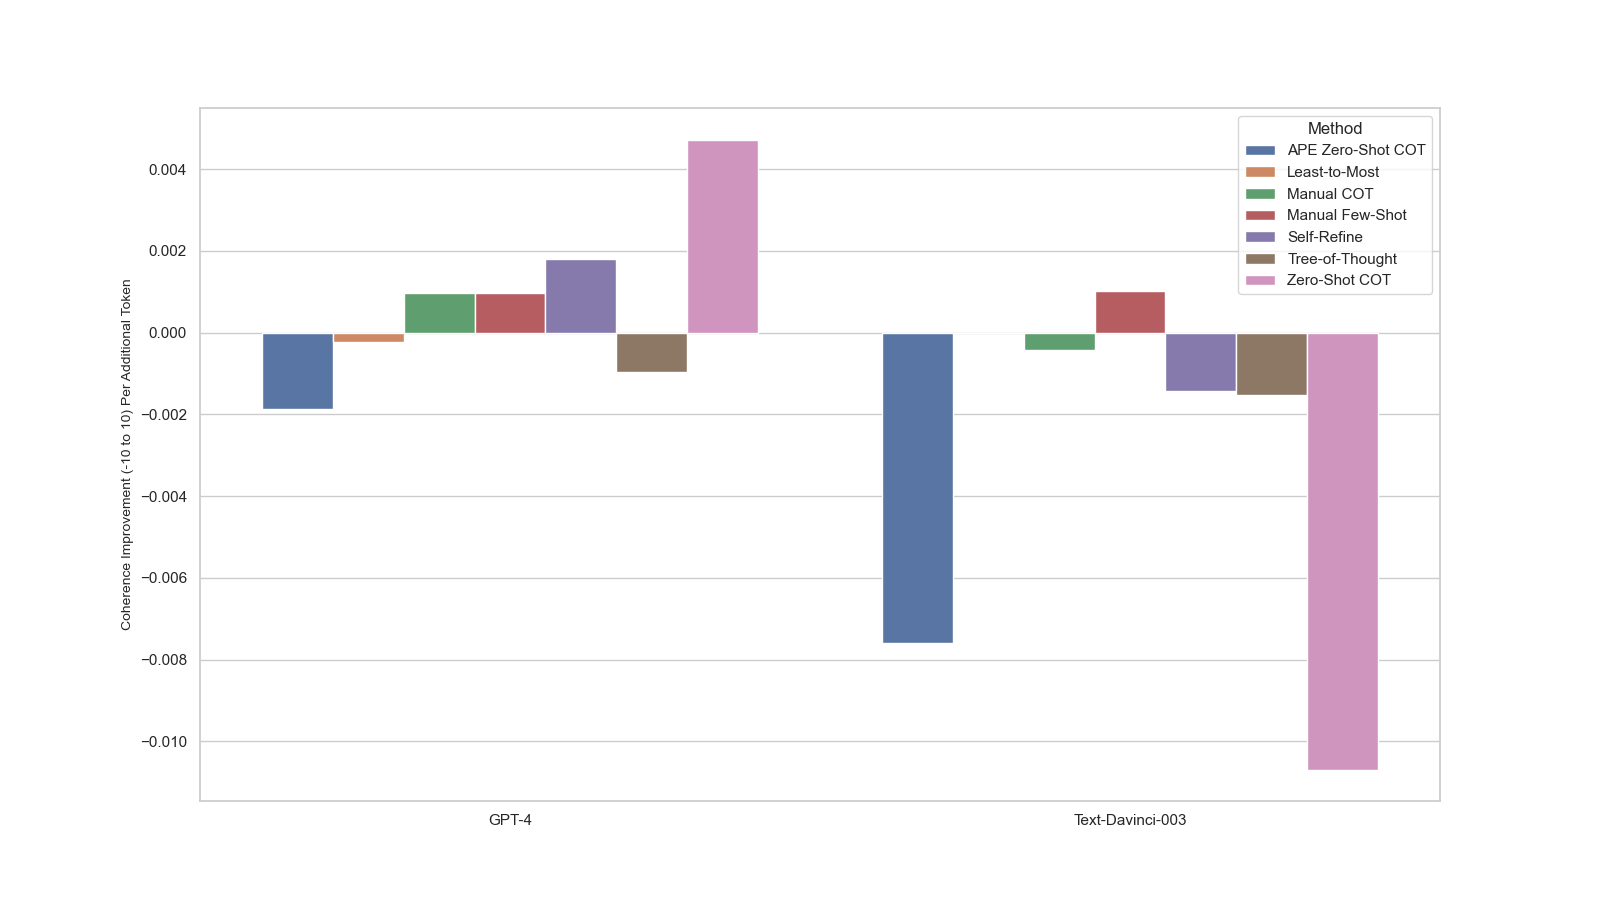 Method
APE Zero-Shot COT
Least-to-Most
Manual COT
Manual Few-Shot
Self-Refine
Tree-of-Thought
Zero-Shot COT
Coherence Improvement (-10 to 10) Per Additional Token
0.004
0.002
0.000
−0.002
−0.004
−0.006
−0.008
−0.010
GPT-4
Text-Davinci-003